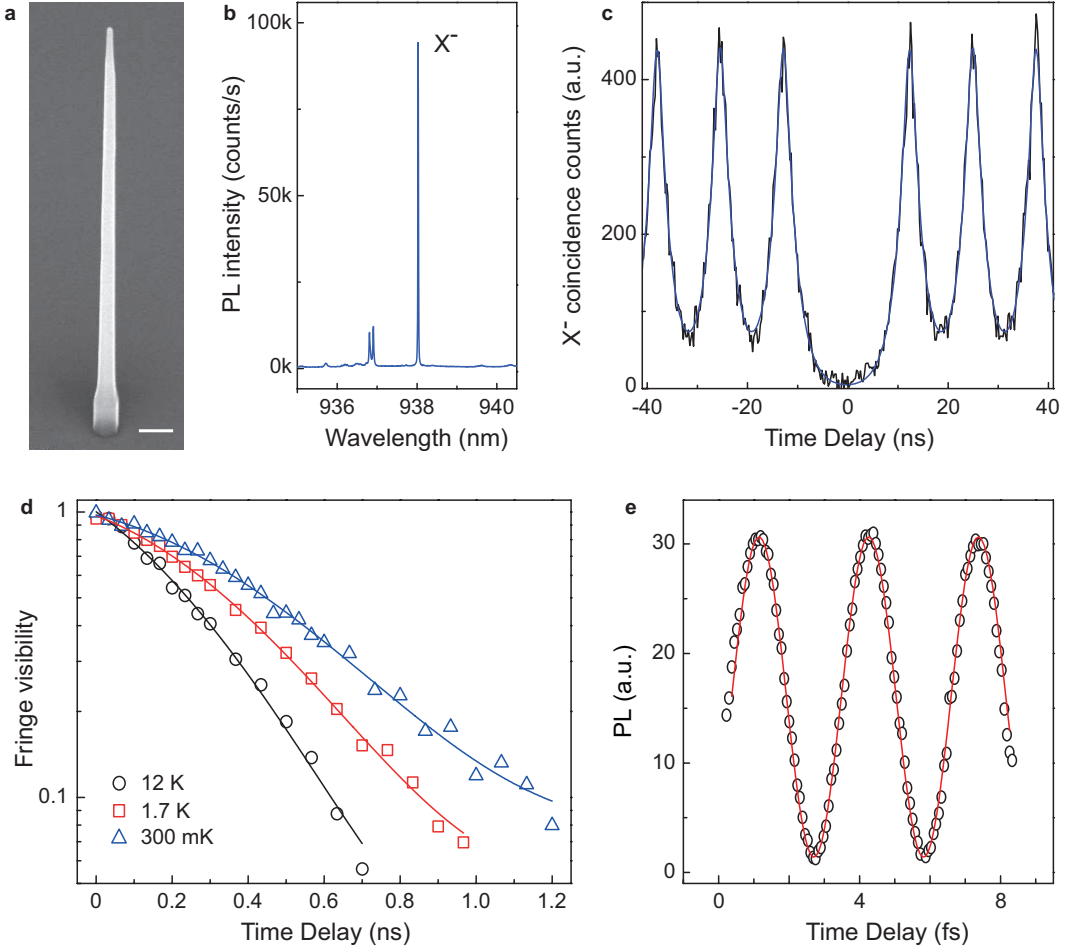 a
b
100k
50k
0k
PL intensity (counts/s)
X⁻
936
938
940
Wavelength (nm)
c
400
200
0
X⁻ coincidence counts (a.u.)
-40
-20
0
20
40
Time Delay (ns)
d
1
0.1
Fringe visibility
12 K
1.7 K
300 mK
0
0.2
0.4
0.6
0.8
1.0
1.2
Time Delay (ns)
e
30
20
10
0
PL (a.u.)
0
4
8
Time Delay (fs)